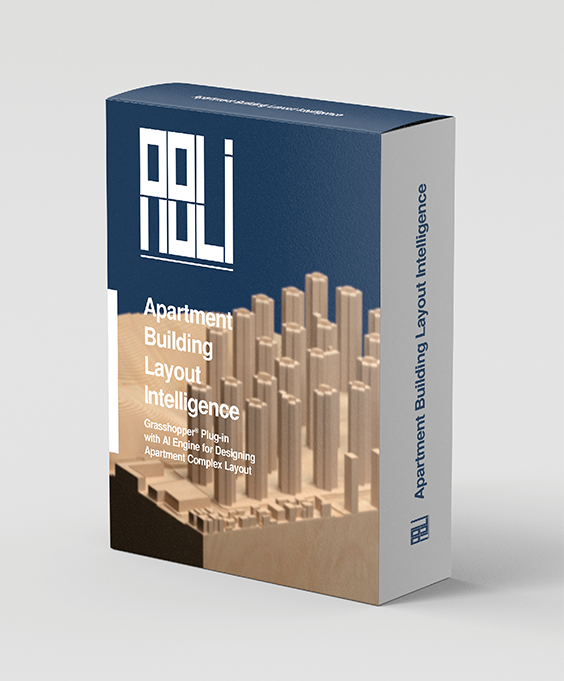 Apartment Building Layout Intelligence
ABLI
Apartment
Building
Layout
Intelligence
Grasshopper® Plug-in
with AI Engine for Designing
Apartment Complex Layout
Apartment Building Layout Intelligence
ABLI